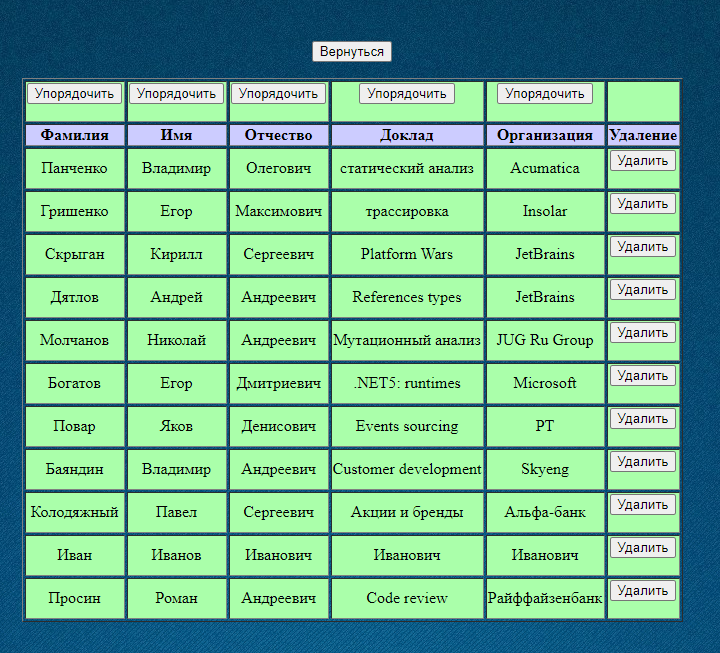 Вернуться
Упорядочить Упорядочить Упорядочить Упорядочить Упорядочить
Фамилия Имя Отчество Доклад Организация Удаление
Панченко Владимир Олегович статический анализ Acumatica Удалить
Гришенко Егор Максимович трассировка Insolar Удалить
Скрыган Кирилл Сергеевич Platform Wars JetBrains Удалить
Дятлов Андрей Андреевич References types JetBrains Удалить
Молчанов Николай Андреевич Мутационный анализ JUG Ru Group Удалить
Богатов Егор Дмитриевич .NET5: runtimes Microsoft Удалить
Повар Яков Денисович Events sourcing PT Удалить
Баяндин Владимир Андреевич Customer development Skyeng Удалить
Колодяжный Павел Сергеевич Акции и бренды Альфа-банк Удалить
Иван Иванов Иванович Иванович Иванович Удалить
Просин Роман Андреевич Code review Райффайзенбанк Удалить